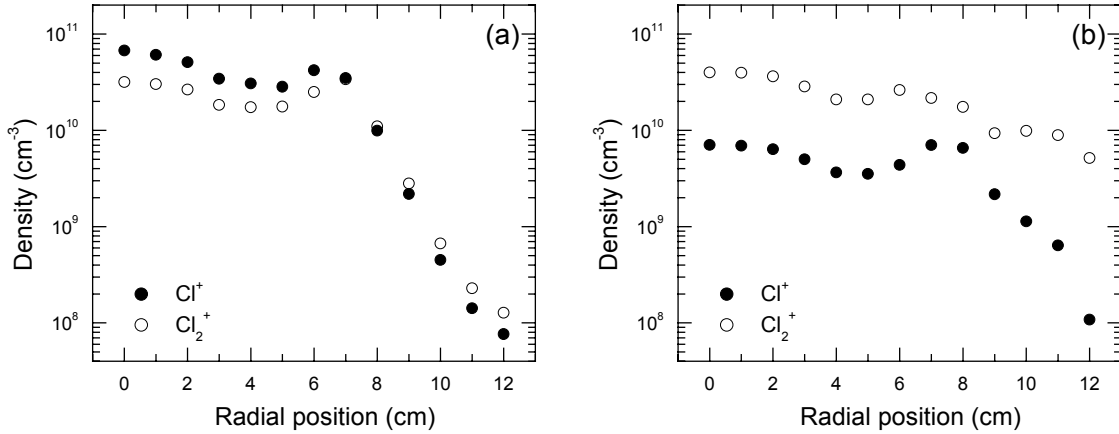 (a)
10¹¹
10¹⁰
10⁹
10⁸
Density (cm⁻³)
Cl⁺
Cl₂⁺
0 2 4 6 8 10 12
Radial position (cm)
(b)
10¹¹
10¹⁰
10⁹
10⁸
Density (cm⁻³)
Cl⁺
Cl₂⁺
0 2 4 6 8 10 12
Radial position (cm)